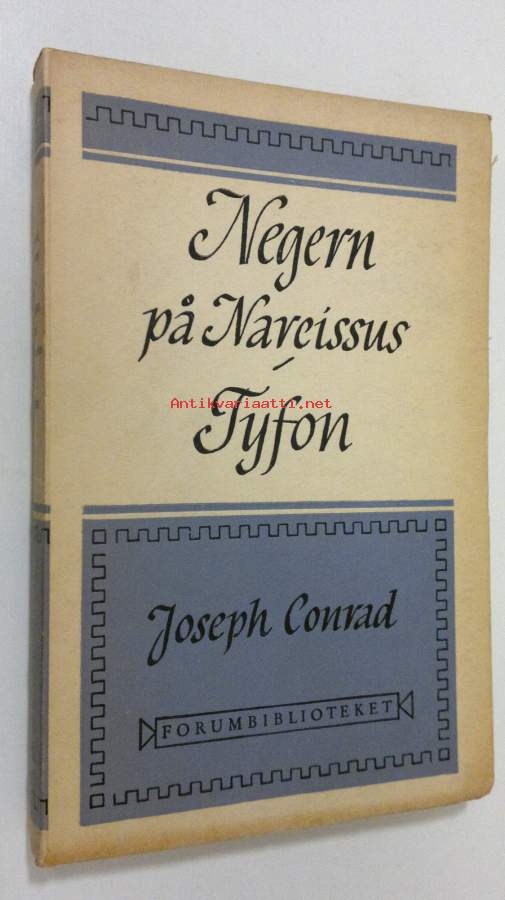 Negern
på Narcissus
-
Antikvariaatti.net
Tyfon
Joseph Conrad
FORUMBIBLIOTEKET